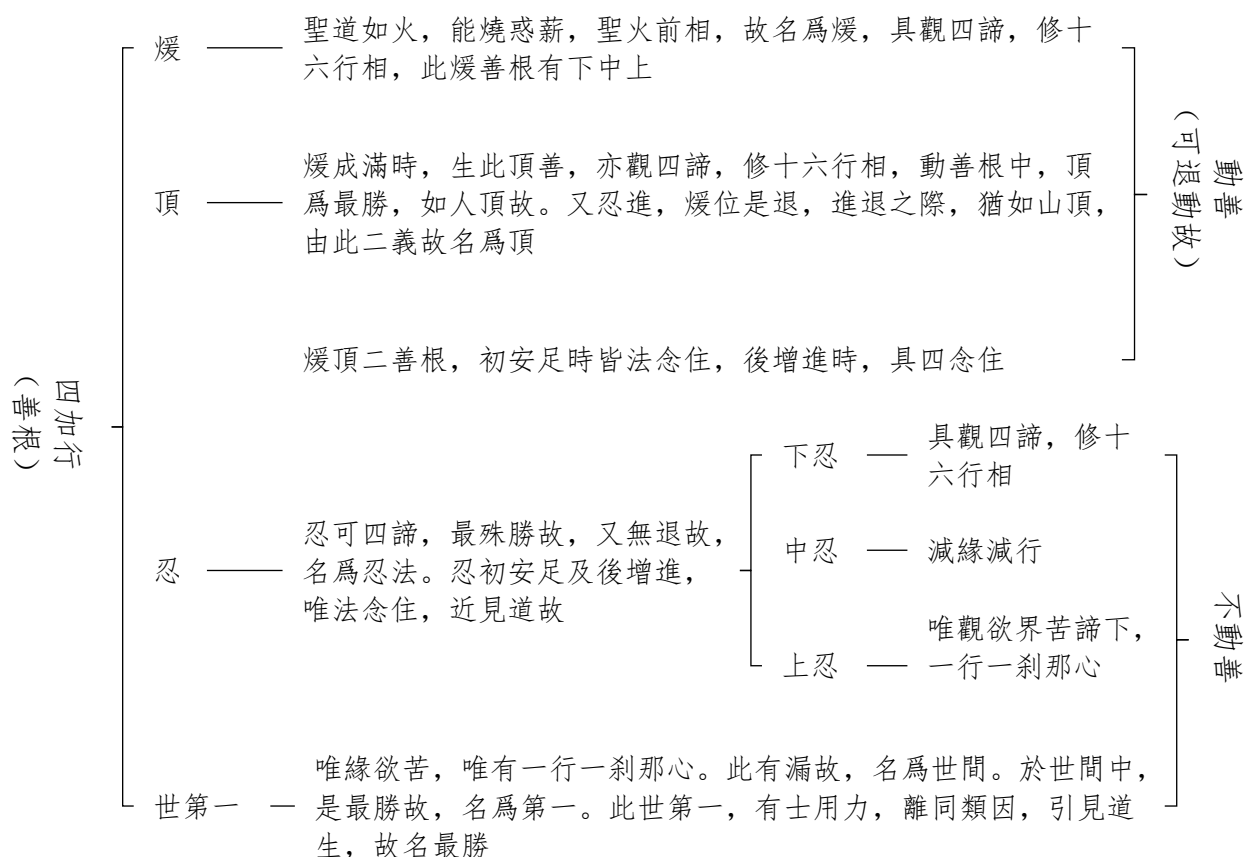 四加行
（善根）
煖
聖道如火，能燒惑薪，聖火前相，故名爲煖，具觀四諦，修十
六行相，此煖善根有下中上
頂
煖成滿時，生此頂善，亦觀四諦，修十六行相，動善根中，頂
爲最勝，如人頂故。又忍進，煖位是退，進退之際，猶如山頂，
由此二義故名爲頂
煖頂二善根，初安足時皆法念住，後增進時，具四念住
動善
（可退動故）
忍
忍可四諦，最殊勝故，又無退故，
名爲忍法。忍初安足及後增進，
唯法念住，近見道故
下忍
具觀四諦，修十
六行相
中忍
減緣減行
上忍
唯觀欲界苦諦下，
一行一刹那心
世第一
唯緣欲苦，唯有一行一刹那心。此有漏故，名爲世間。於世間中，
是最勝故，名爲第一。此世第一，有士用力，離同類因，引見道
生，故名最勝
不動善